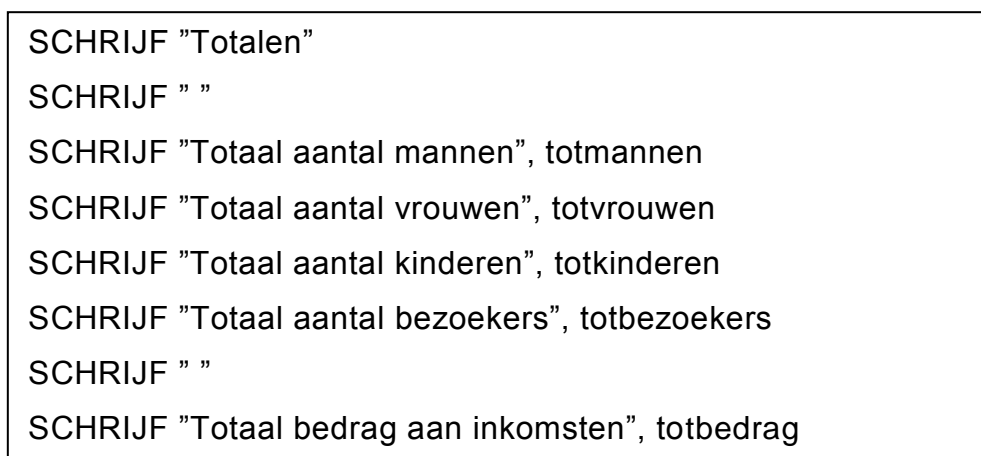 SCHRIJF ”Totalen”
SCHRIJF ” ”
SCHRIJF ”Totaal aantal mannen”, totmannen
SCHRIJF ”Totaal aantal vrouwen”, totvrouwen
SCHRIJF ”Totaal aantal kinderen”, totkinderen
SCHRIJF ”Totaal aantal bezoekers”, totbezoekers
SCHRIJF ” ”
SCHRIJF ”Totaal bedrag aan inkomsten”, totbedrag